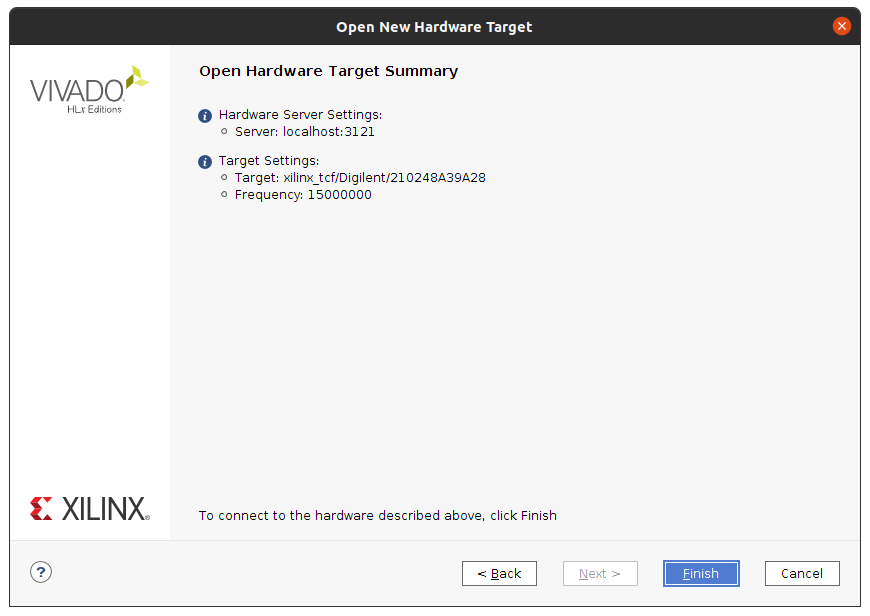 Open New Hardware Target
VIVADO.
HLx Editions
Open Hardware Target Summary
Hardware Server Settings:
Server: localhost:3121
Target Settings:
Target: xilinx_tcf/Digilent/210248A39A28
Frequency: 15000000
XILINX®
To connect to the hardware described above, click Finish
?
< Back
Next >
Finish
Cancel